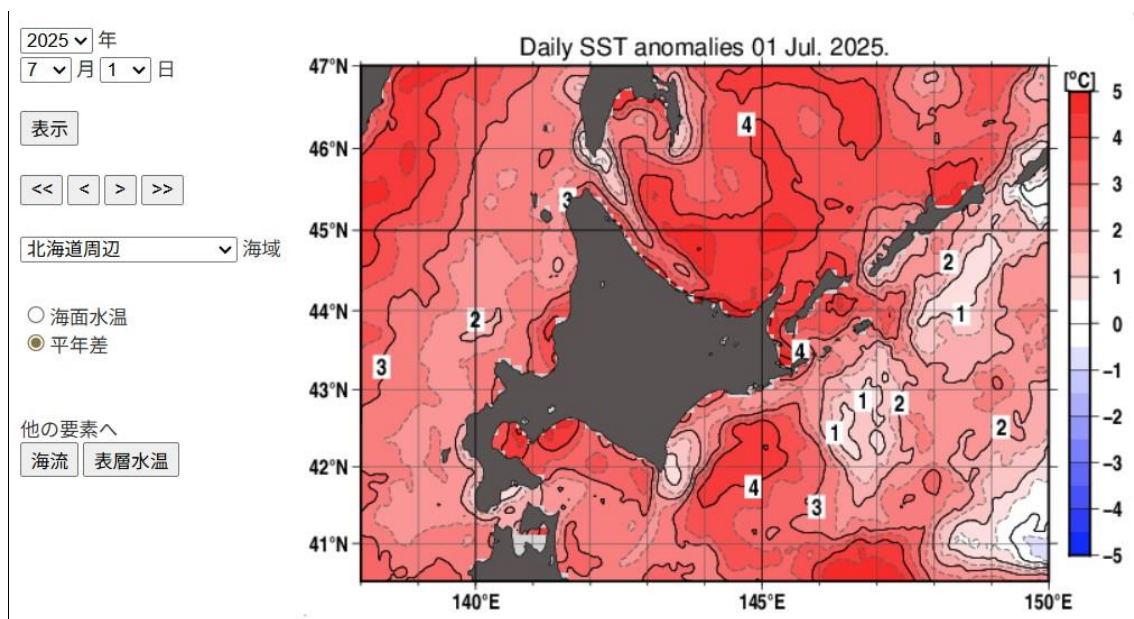 2025 年
7 月 1 日
表示
<< < > >>
北海道周辺 海域
海面水温
平年差
他の要素へ
海流 表層水温
Daily SST anomalies 01 Jul. 2025.
[°C]
47°N
46°N
45°N
44°N
43°N
42°N
41°N
140°E 145°E 150°E
4
3
2
2
1
3
4
1 2
1
2
4
3
5
4
3
2
1
0
−1
−2
−3
−4
−5